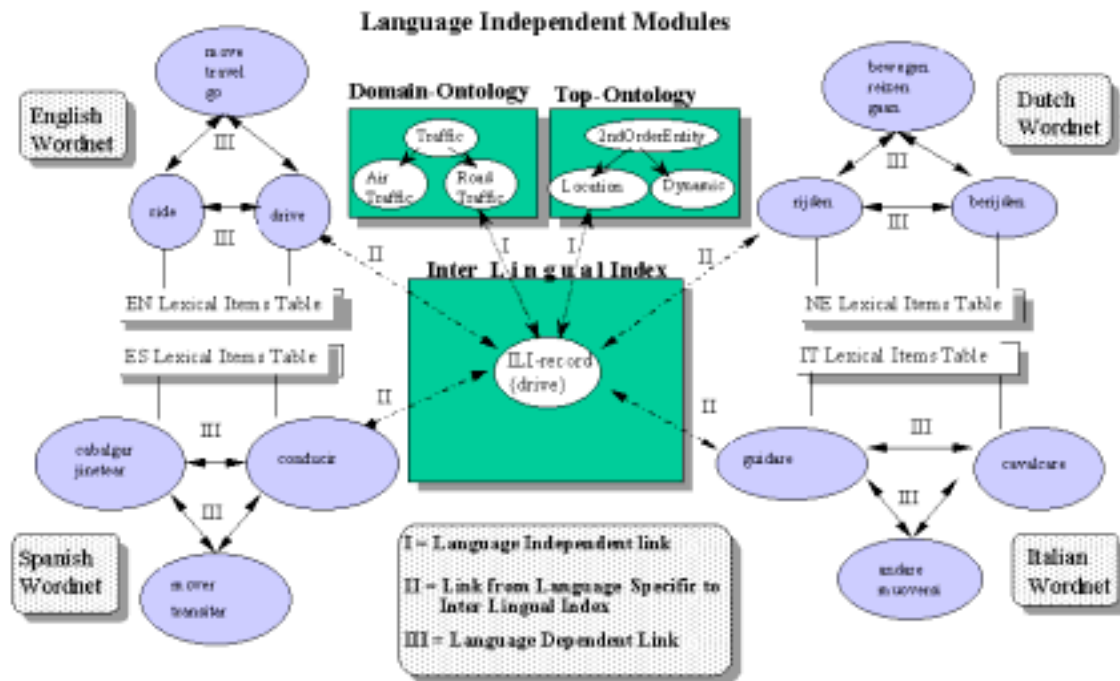 Language Independent Modules
move
travel
go
English
Wordnet
III
ride
drive
III
II
EN Lexical Items Table
Domain-Ontology
Traffic
Air
Traffic
Road
Traffic
Top-Ontology
2ndOrderEntity
Location
Dynamic
I
I
bewegen
reizen
gaan
Dutch
Wordnet
III
rijden
berijden
III
II
NE Lexical Items Table
Inter Lingual Index
ILI-record
(drive)
ES Lexical Items Table
II
III
cabalgar
jinetear
conducir
III
Spanish
Wordnet
mover
transitar
IT Lexical Items Table
II
III
guidare
cavalcare
III
andare
muoversi
Italian
Wordnet
I = Language Independent link
II = Link from Language Specific to
Inter Lingual Index
III = Language Dependent Link